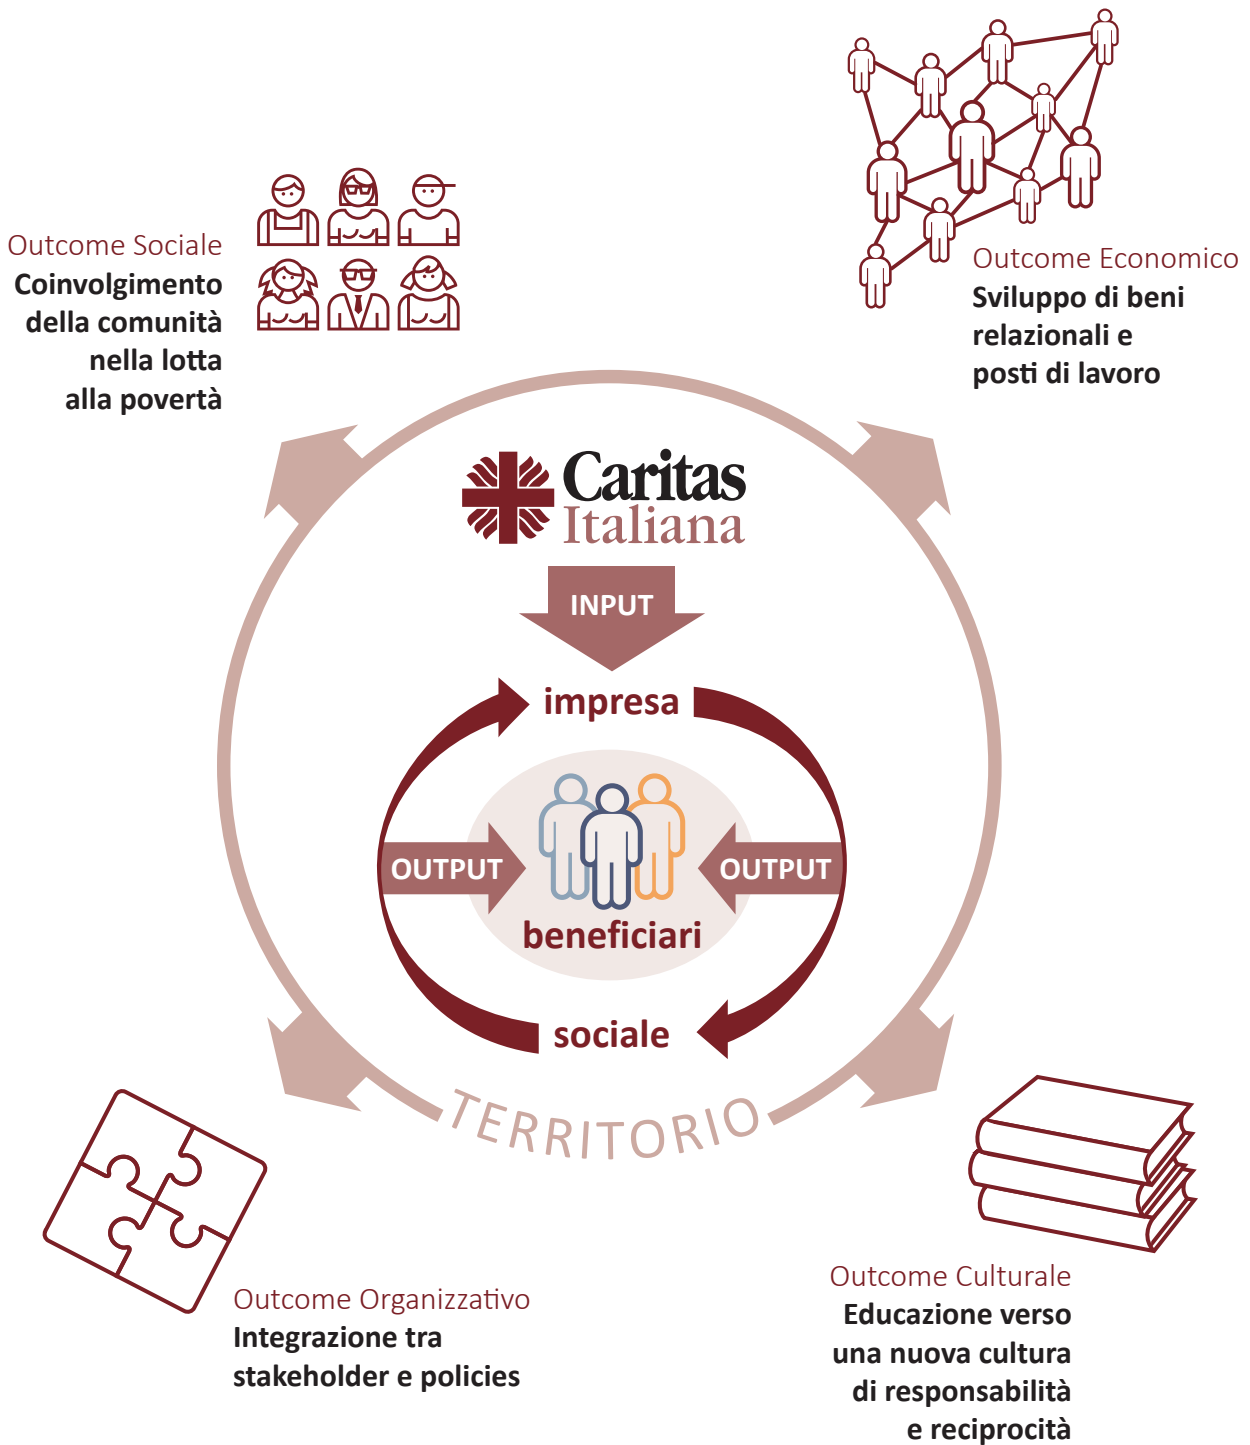 Outcome Sociale
Coinvolgimento
della comunità
nella lotta
alla povertà
Outcome Economico
Sviluppo di beni
relazionali e
posti di lavoro
Caritas
Italiana
INPUT
impresa
OUTPUT
OUTPUT
beneficiari
sociale
TERRITORIO
Outcome Organizzativo
Integrazione tra
stakeholder e policies
Outcome Culturale
Educazione verso
una nuova cultura
di responsabilità
e reciprocità